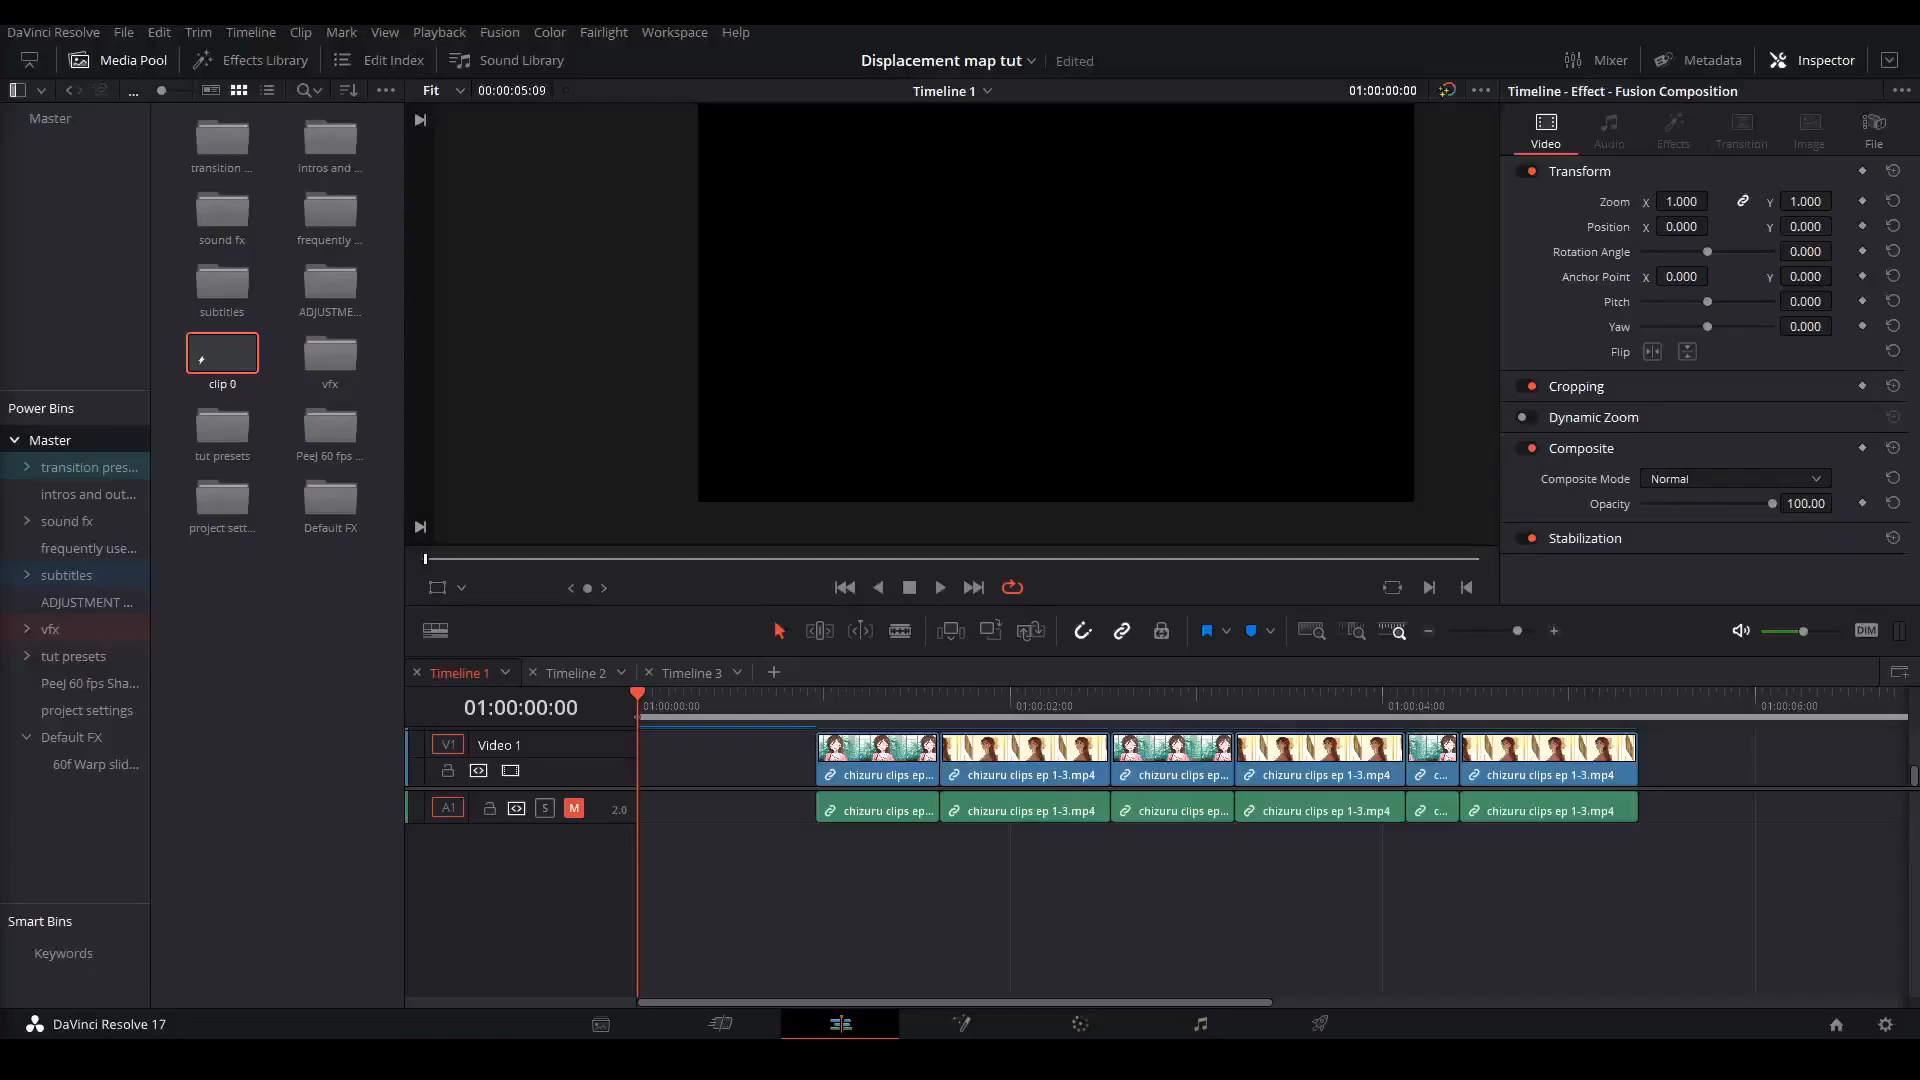 DaVinci Resolve File Edit Trim Timeline Clip Mark View Playback Fusion Color Fairlight Workspace Help
Media Pool Effects Library Edit Index Sound Library Displacement map tut Edited Mixer Metadata Inspector
... Fit 00:00:05:09 Timeline 1 01:00:00:00 Timeline - Effect - Fusion Composition
Master
transition ... intros and ...
sound fx frequently ...
subtitles ADJUSTME...
clip 0 vfx
tut presets PeeJ 60 fps ...
project sett... Default FX
Power Bins
Master
transition pres...
intros and out...
sound fx
frequently use...
subtitles
ADJUSTMENT ...
vfx
tut presets
PeeJ 60 fps Sha...
project settings
Default FX
60f Warp slid...
Smart Bins
Keywords
Video Audio Effects Transition Image File
Transform
Zoom X 1.000 Y 1.000
Position X 0.000 Y 0.000
Rotation Angle 0.000
Anchor Point X 0.000 Y 0.000
Pitch 0.000
Yaw 0.000
Flip
Cropping
Dynamic Zoom
Composite
Composite Mode Normal
Opacity 100.00
Stabilization
DIM
Timeline 1 Timeline 2 Timeline 3
01:00:00:00 01:00:00:00 01:00:02:00 01:00:04:00 01:00:06:00
V1 Video 1
chizuru clips ep... chizuru clips ep 1-3.mp4 chizuru clips ep... chizuru clips ep 1-3.mp4 c... chizuru clips ep 1-3.mp4
A1 S M 2.0 chizuru clips ep... chizuru clips ep 1-3.mp4 chizuru clips ep... chizuru clips ep 1-3.mp4 c... chizuru clips ep 1-3.mp4
DaVinci Resolve 17